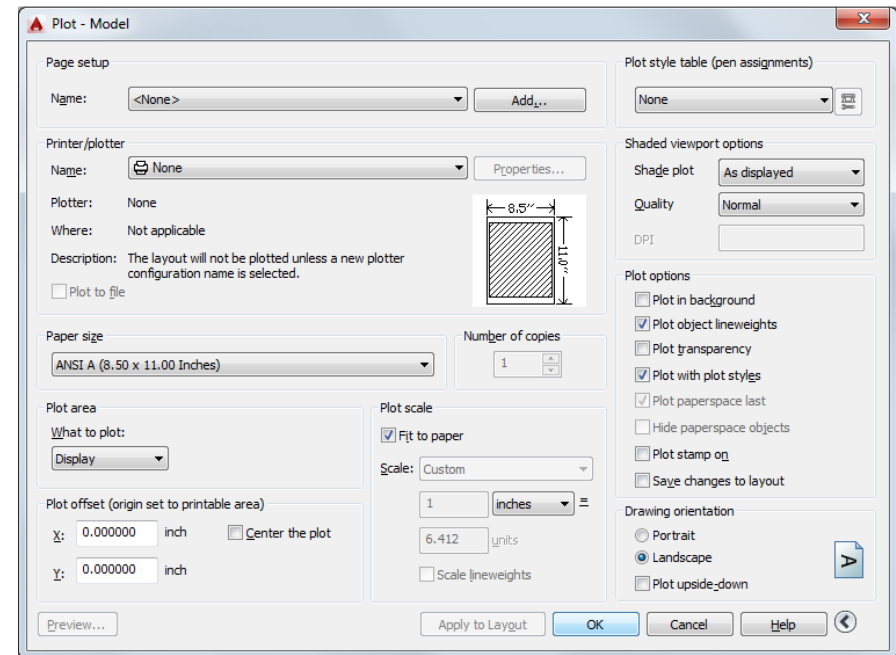 Plot - Model
Page setup
Name: <None> Add...
Printer/plotter
Name: None Properties...
Plotter: None
Where: Not applicable
Description: The layout will not be plotted unless a new plotter
configuration name is selected.
Plot to file
8.5″
11.0″
Paper size
ANSI A (8.50 x 11.00 Inches)
Number of copies
1
Plot area
What to plot:
Display
Plot offset (origin set to printable area)
X: 0.000000 inch Center the plot
Y: 0.000000 inch
Plot scale
Fit to paper
Scale: Custom
1 inches =
6.412 units
Scale lineweights
Plot style table (pen assignments)
None
Shaded viewport options
Shade plot As displayed
Quality Normal
DPI
Plot options
Plot in background
Plot object lineweights
Plot transparency
Plot with plot styles
Plot paperspace last
Hide paperspace objects
Plot stamp on
Save changes to layout
Drawing orientation
Portrait
Landscape
Plot upside-down
A
Preview... Apply to Layout OK Cancel Help